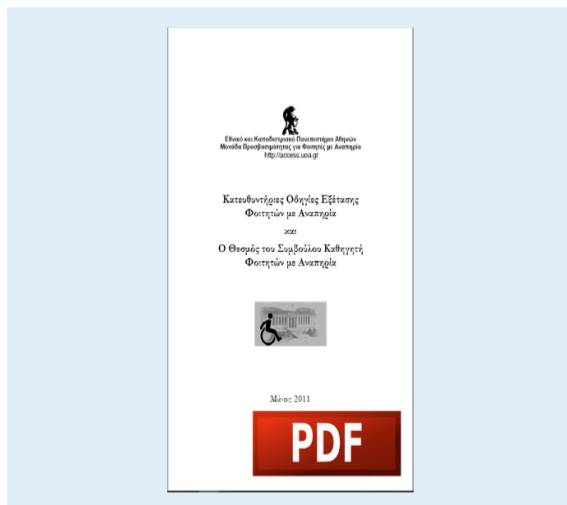 Εθνικό και Καποδιστριακό Πανεπιστήμιο Αθηνών
Μονάδα Προσβασιμότητας για Φοιτητές με Αναπηρία
http://access.uoa.gr
Κατευθυντήριες Οδηγίες Εξέτασης
Φοιτητών με Αναπηρία
και
Ο Θεσμός του Συμβούλου Καθηγητή
Φοιτητών με Αναπηρία
Μάιος 2011
PDF